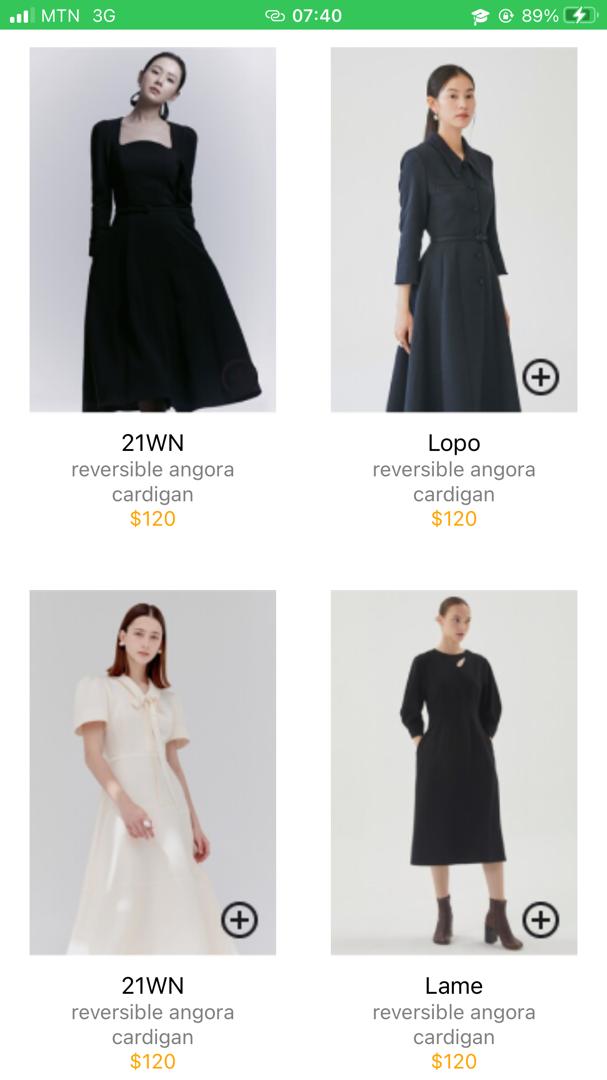 MTN 3G 07:40 89%
21WN
reversible angora
cardigan
$120
Lopo
reversible angora
cardigan
$120
21WN
reversible angora
cardigan
$120
Lame
reversible angora
cardigan
$120